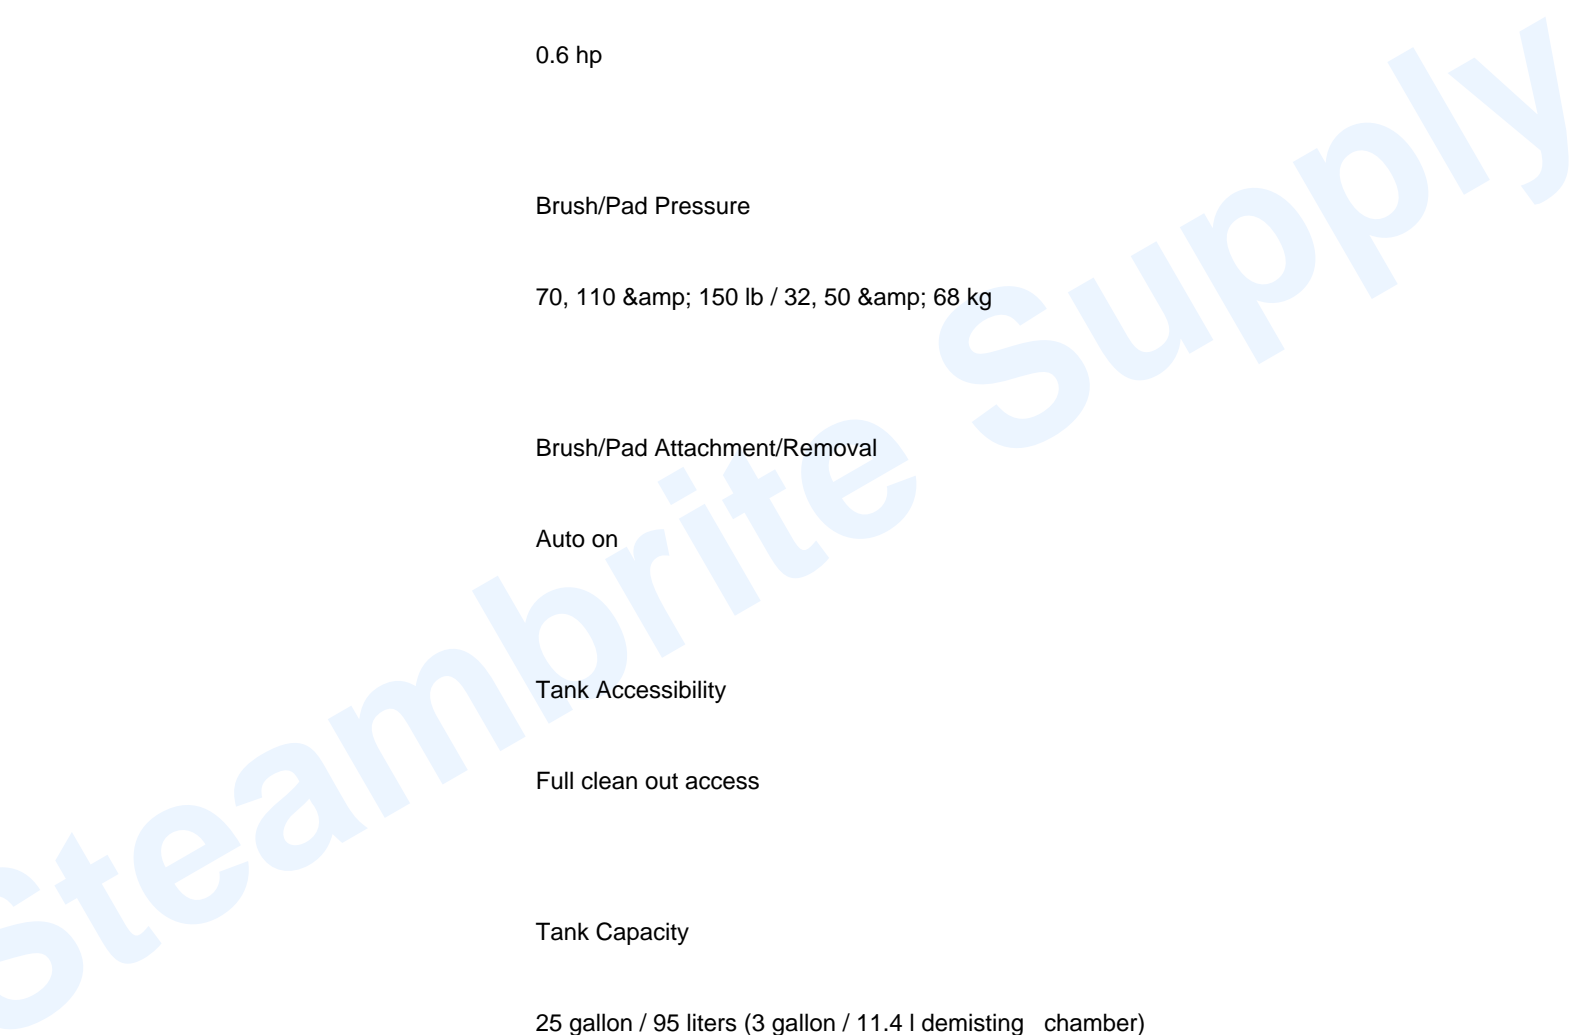 0.6 hp
Brush/Pad Pressure
70, 110 &amp; 150 lb / 32, 50 &amp; 68 kg
Brush/Pad Attachment/Removal
Auto on
Tank Accessibility
Full clean out access
Tank Capacity
25 gallon / 95 liters (3 gallon / 11.4 l demisting chamber)
Steambrite Supply